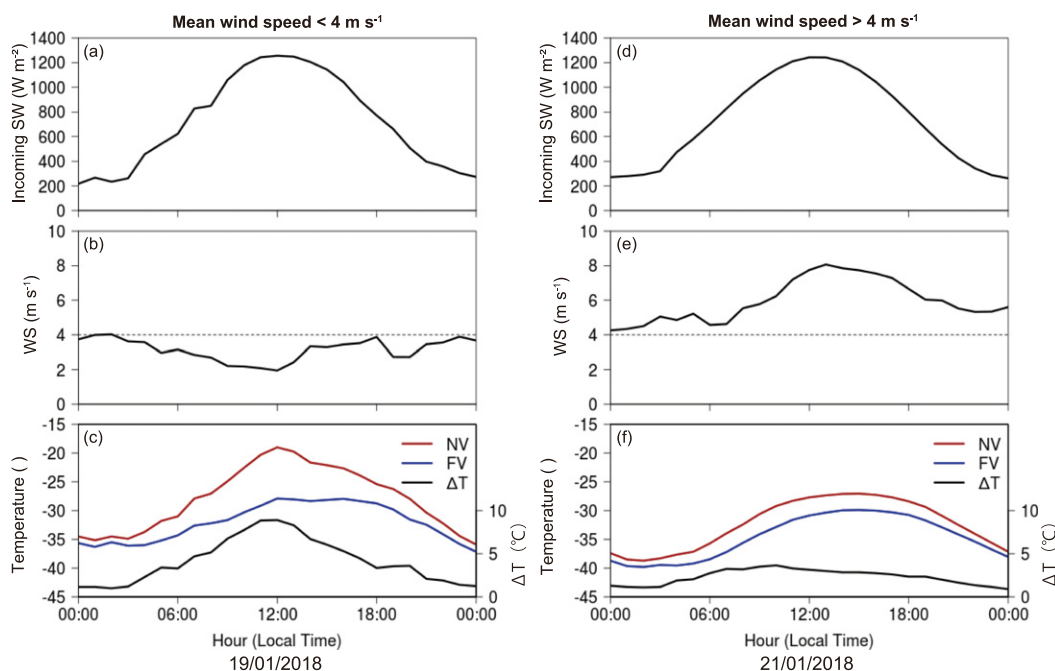 Mean wind speed < 4 m s⁻¹
Mean wind speed > 4 m s⁻¹
(a)
Incoming SW (W m⁻²)
1400
1200
1000
800
600
400
200
0
(d)
Incoming SW (W m⁻²)
1400
1200
1000
800
600
400
200
0
(b)
WS (m s⁻¹)
10
8
6
4
2
0
(e)
WS (m s⁻¹)
10
8
6
4
2
0
(c)
Temperature ( )
-15
-20
-25
-30
-35
-40
-45
NV
FV
ΔT
10
5
0
ΔT (℃)
00:00 06:00 12:00 18:00 00:00
Hour (Local Time)
19/01/2018
(f)
Temperature ( )
-15
-20
-25
-30
-35
-40
-45
NV
FV
ΔT
10
5
0
ΔT (℃)
00:00 06:00 12:00 18:00 00:00
Hour (Local Time)
21/01/2018